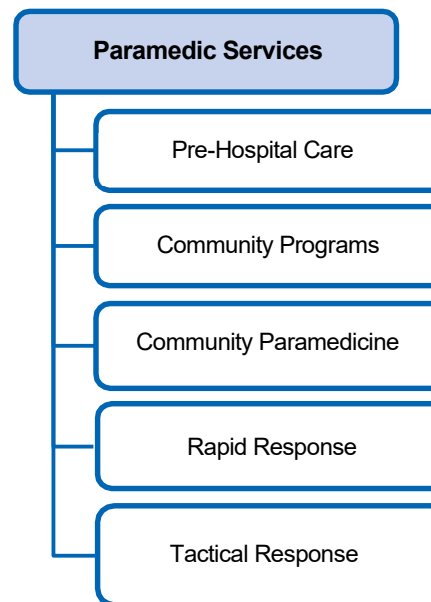 Paramedic Services
Pre-Hospital Care
Community Programs
Community Paramedicine
Rapid Response
Tactical Response